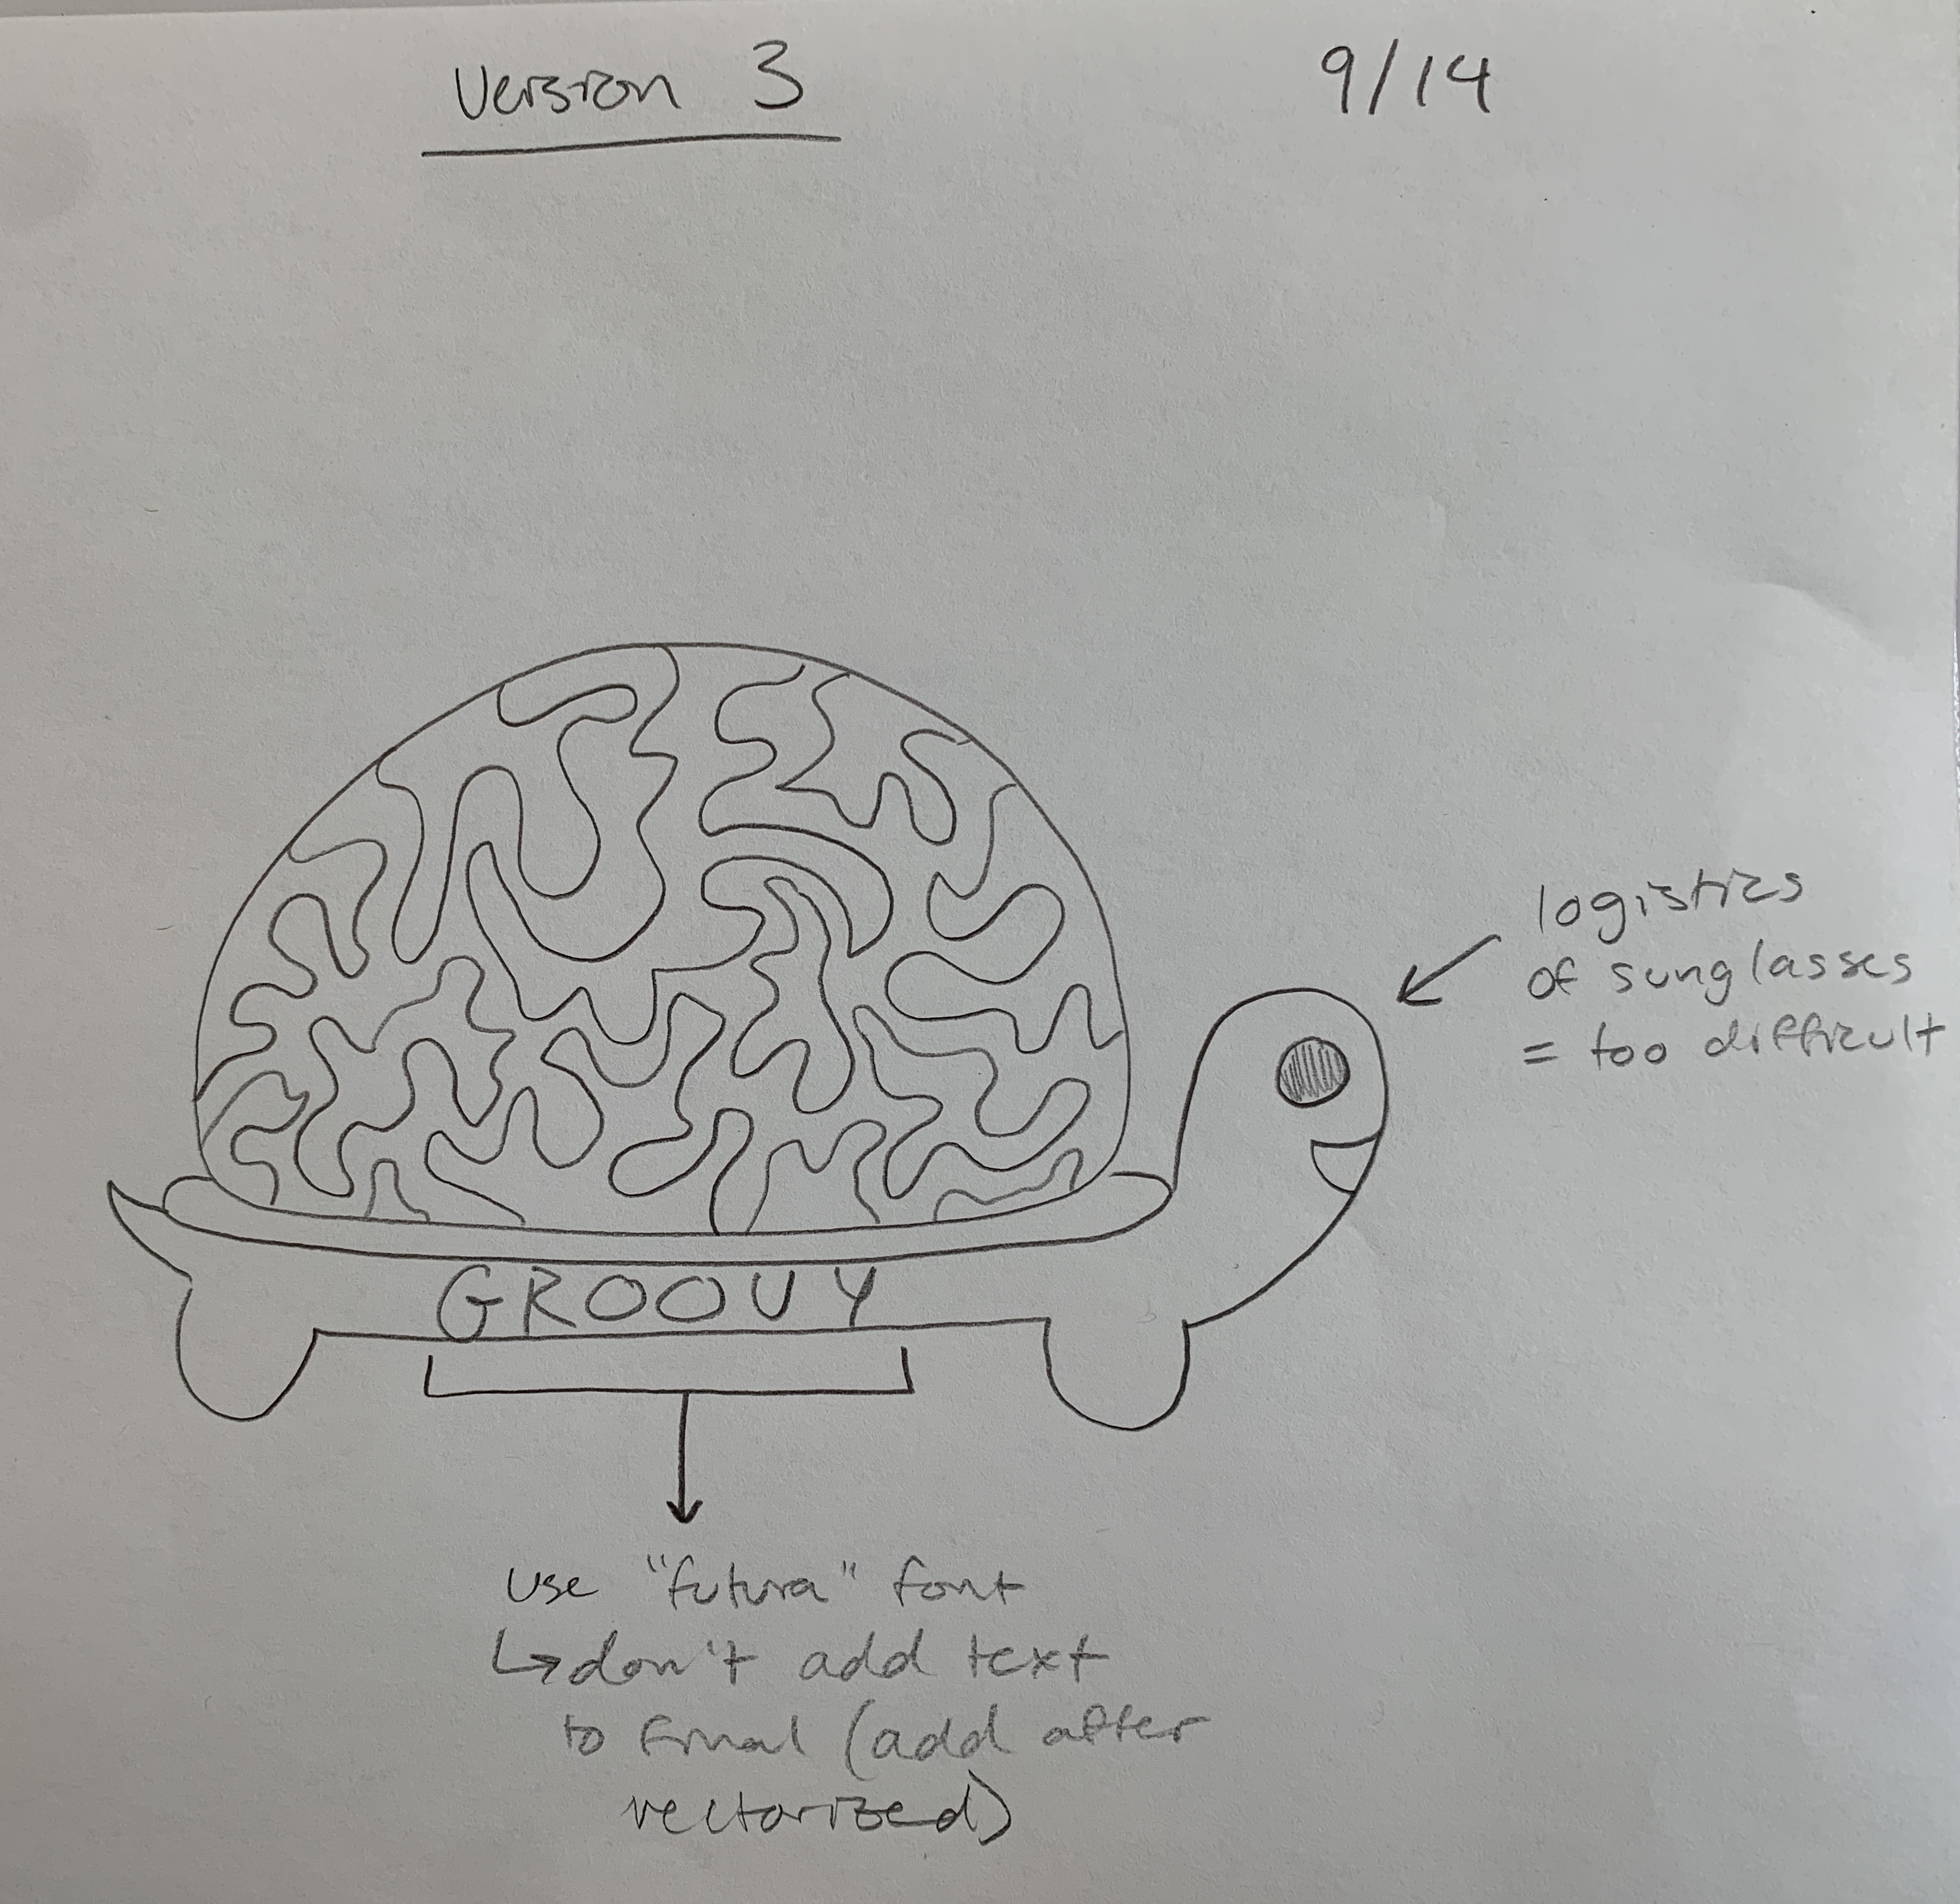 Version 3
9/14
logistics
of sunglasses
= too difficult
GROOVY
use "futura" font
↳ don't add text
to final (add after
vectorized)